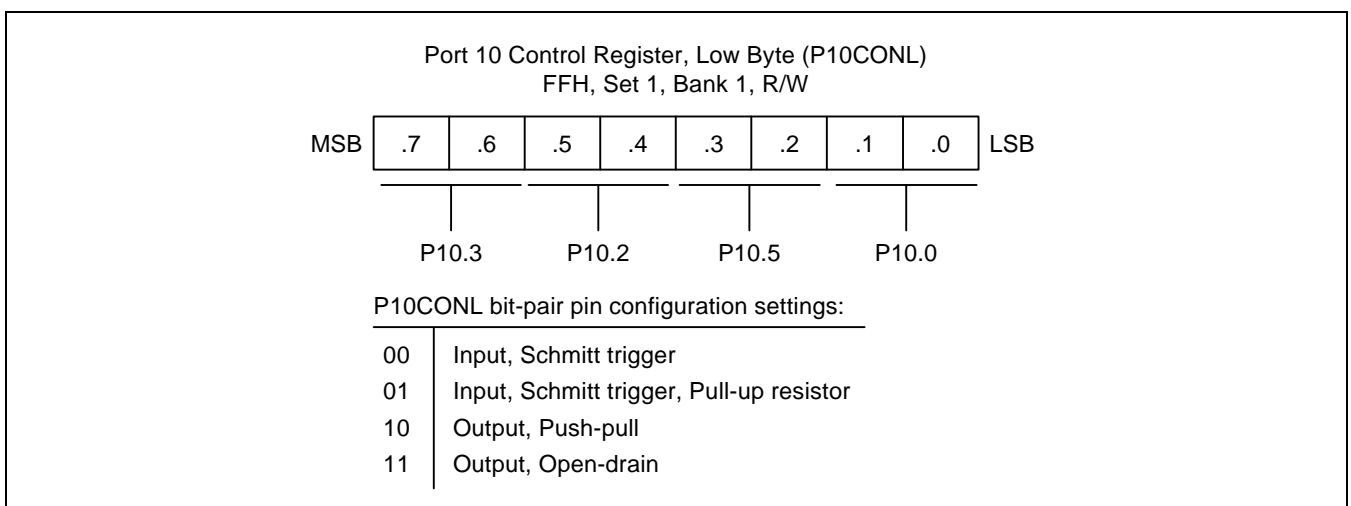 Port 10 Control Register, Low Byte (P10CONL)
FFH, Set 1, Bank 1, R/W
MSB .7 .6 .5 .4 .3 .2 .1 .0 LSB
P10.3 P10.2 P10.5 P10.0
P10CONL bit-pair pin configuration settings:
00 Input, Schmitt trigger
01 Input, Schmitt trigger, Pull-up resistor
10 Output, Push-pull
11 Output, Open-drain